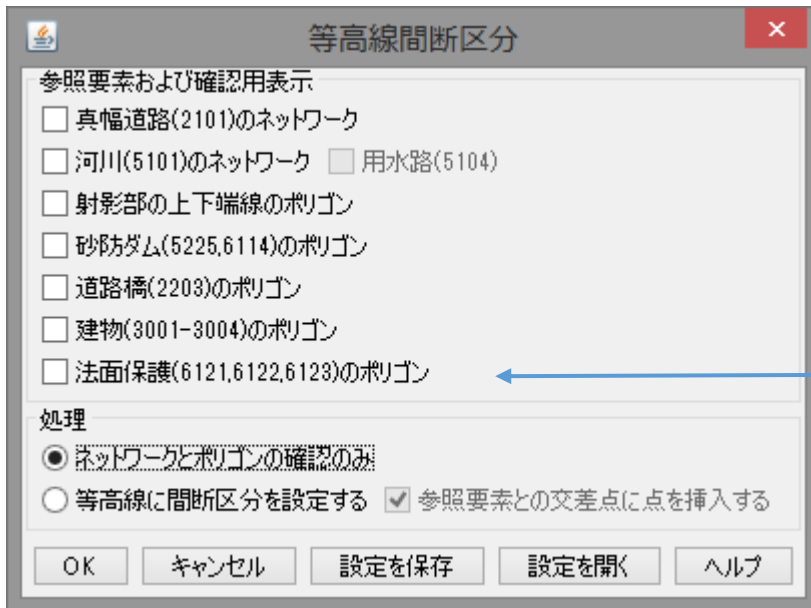 等高線間断区分
参照要素および確認用表示
真幅道路(2101)のネットワーク
河川(5101)のネットワーク 用水路(5104)
射影部の上下端線のポリゴン
砂防ダム(5225,6114)のポリゴン
道路橋(2203)のポリゴン
建物(3001-3004)のポリゴン
法面保護(6121,6122,6123)のポリゴン
処理
ネットワークとポリゴンの確認のみ
等高線に間断区分を設定する 参照要素との交差点に点を挿入する
OK キャンセル 設定を保存 設定を開く ヘルプ